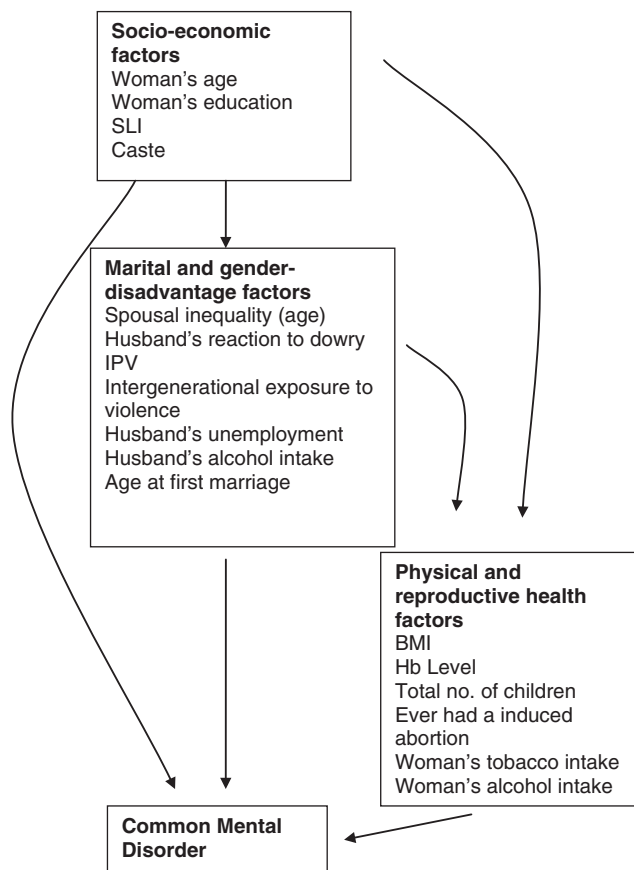 Socio-economic
factors
Woman's age
Woman's education
SLI
Caste
Marital and gender-
disadvantage factors
Spousal inequality (age)
Husband's reaction to dowry
IPV
Intergenerational exposure to
violence
Husband's unemployment
Husband's alcohol intake
Age at first marriage
Physical and
reproductive health
factors
BMI
Hb Level
Total no. of children
Ever had a induced
abortion
Woman's tobacco intake
Woman's alcohol intake
Common Mental
Disorder